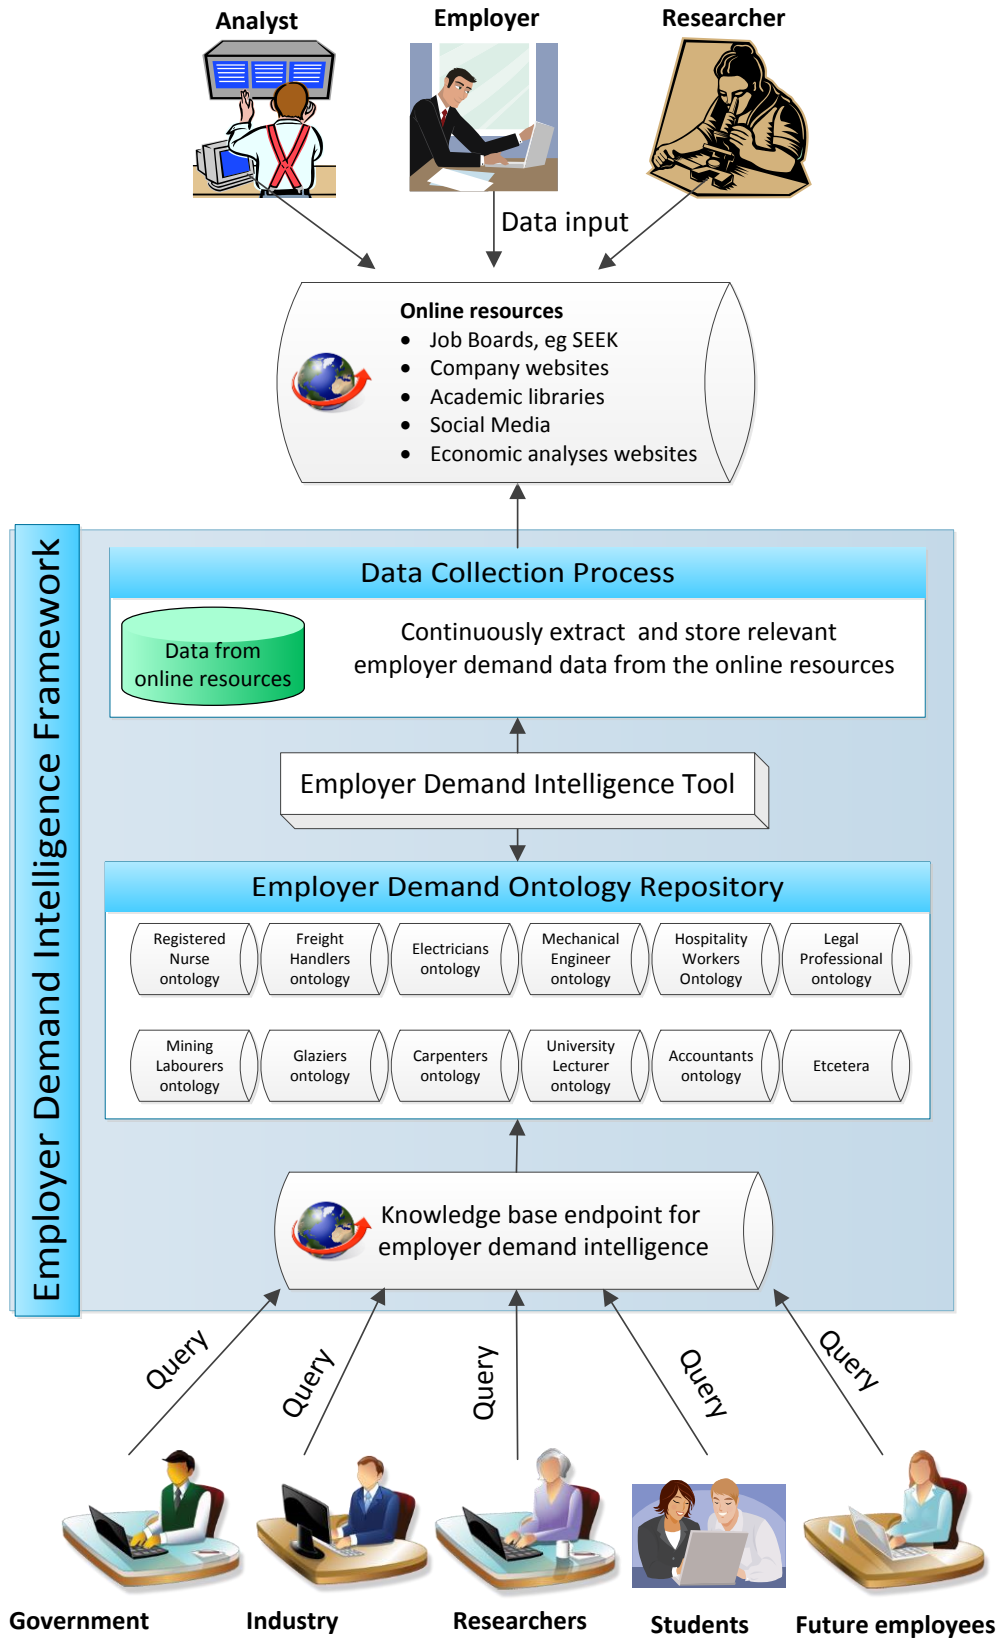 Analyst
Employer
Researcher
Data input
Online resources
• Job Boards, eg SEEK
• Company websites
• Academic libraries
• Social Media
• Economic analyses websites
Employer Demand Intelligence Framework
Data Collection Process
Data from
online resources
Continuously extract and store relevant
employer demand data from the online resources
Employer Demand Intelligence Tool
Employer Demand Ontology Repository
Registered
Nurse
ontology
Freight
Handlers
ontology
Electricians
ontology
Mechanical
Engineer
ontology
Hospitality
Workers
Ontology
Legal
Professional
ontology
Mining
Labourers
ontology
Glaziers
ontology
Carpenters
ontology
University
Lecturer
ontology
Accountants
ontology
Etcetera
Knowledge base endpoint for
employer demand intelligence
Query
Query
Query
Query
Query
Government
Industry
Researchers
Students
Future employees